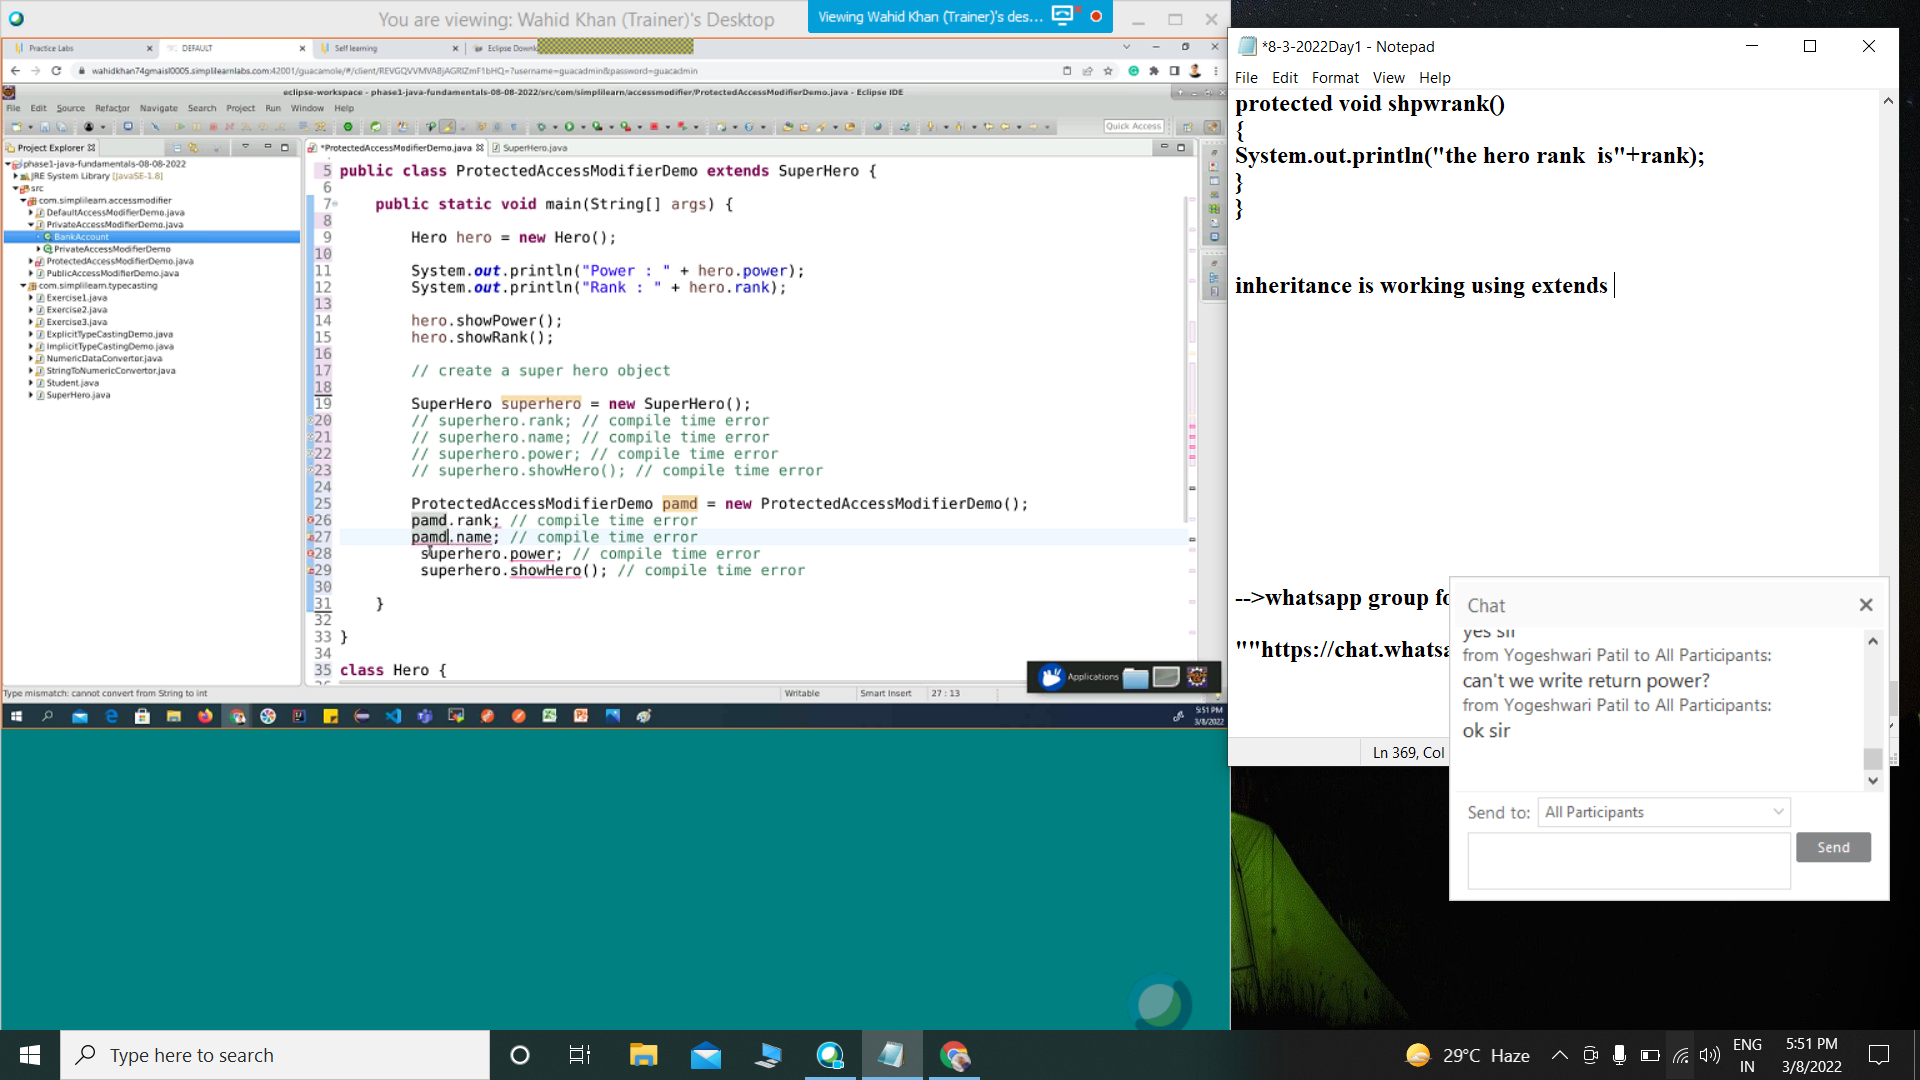 You are viewing: Wahid Khan (Trainer)'s Desktop
Viewing Wahid Khan (Trainer)'s des...
Practice Labs
DEFAULT
Self learning
Eclipse Downl
wahidkhan74gmaisl0005.simplilearnlabs.com:42001/guacamole/#/client/REVGQVVMVABjAGRlZmF1bHQ=?username=guacadmin&password=guacadmin
eclipse-workspace - phase1-java-fundamentals-08-08-2022/src/com/simplilearn/accessmodifier/ProtectedAccessModifierDemo.java - Eclipse IDE
File Edit Source Refactor Navigate Search Project Run Window Help
Quick Access
Project Explorer
phase1-java-fundamentals-08-08-2022
JRE System Library [JavaSE-1.8]
src
com.simplilearn.accessmodifier
DefaultAccessModifierDemo.java
PrivateAccessModifierDemo.java
BankAccount
PrivateAccessModifierDemo
ProtectedAccessModifierDemo.java
PublicAccessModifierDemo.java
com.simplilearn.typecasting
Exercise1.java
Exercise2.java
Exercise3.java
ExplicitTypeCastingDemo.java
ImplicitTypeCastingDemo.java
NumericDataConvertor.java
StringToNumericConvertor.java
Student.java
SuperHero.java
*ProtectedAccessModifierDemo.java
SuperHero.java
5 public class ProtectedAccessModifierDemo extends SuperHero {
6
7 public static void main(String[] args) {
8
9 Hero hero = new Hero();
10
11 System.out.println("Power : " + hero.power);
12 System.out.println("Rank : " + hero.rank);
13
14 hero.showPower();
15 hero.showRank();
16
17 // create a super hero object
18
19 SuperHero superhero = new SuperHero();
20 // superhero.rank; // compile time error
21 // superhero.name; // compile time error
22 // superhero.power; // compile time error
23 // superhero.showHero(); // compile time error
24
25 ProtectedAccessModifierDemo pamd = new ProtectedAccessModifierDemo();
26 pamd.rank; // compile time error
27 pamd.name; // compile time error
28 superhero.power; // compile time error
29 superhero.showHero(); // compile time error
30
31 }
32
33 }
34
35 class Hero {
Applications
Type mismatch: cannot convert from String to int
Writable
Smart Insert
27 : 13
5:51 PM
3/8/2022
*8-3-2022Day1 - Notepad
File Edit Format View Help
protected void shpwrank()
{
System.out.println("the hero rank is"+rank);
}
}
inheritance is working using extends
-->whatsapp group fo
""https://chat.whatsa
Ln 369, Col
Chat
yes sir
from Yogeshwari Patil to All Participants:
can't we write return power?
from Yogeshwari Patil to All Participants:
ok sir
Send to: All Participants
Send
Type here to search
29°C Haze
ENG
IN
5:51 PM
3/8/2022